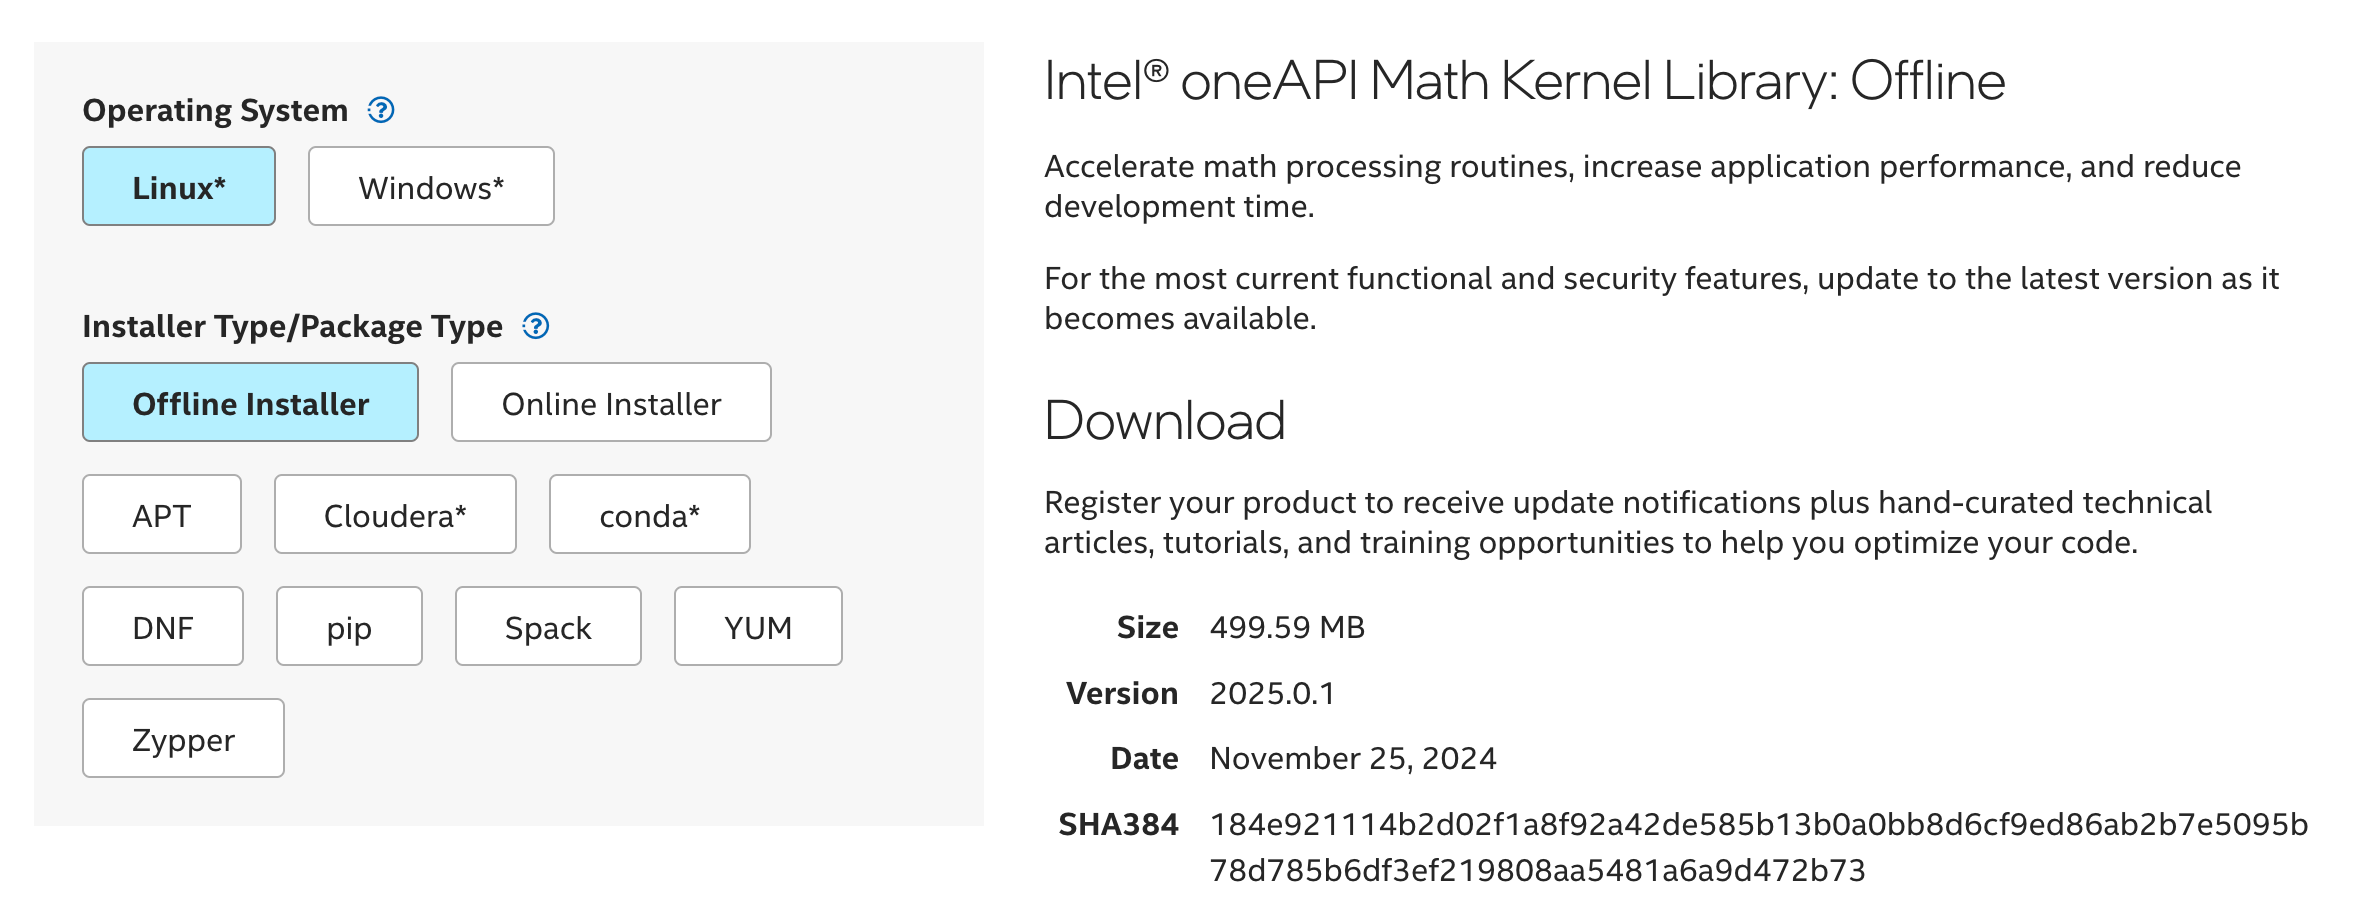 Operating System
Linux* Windows*
Installer Type/Package Type
Offline Installer Online Installer
APT Cloudera* conda*
DNF pip Spack YUM
Zypper
Intel® oneAPI Math Kernel Library: Offline
Accelerate math processing routines, increase application performance, and reduce
development time.
For the most current functional and security features, update to the latest version as it
becomes available.
Download
Register your product to receive update notifications plus hand-curated technical
articles, tutorials, and training opportunities to help you optimize your code.
Size 499.59 MB
Version 2025.0.1
Date November 25, 2024
SHA384 184e921114b2d02f1a8f92a42de585b13b0a0bb8d6cf9ed86ab2b7e5095b
78d785b6df3ef219808aa5481a6a9d472b73